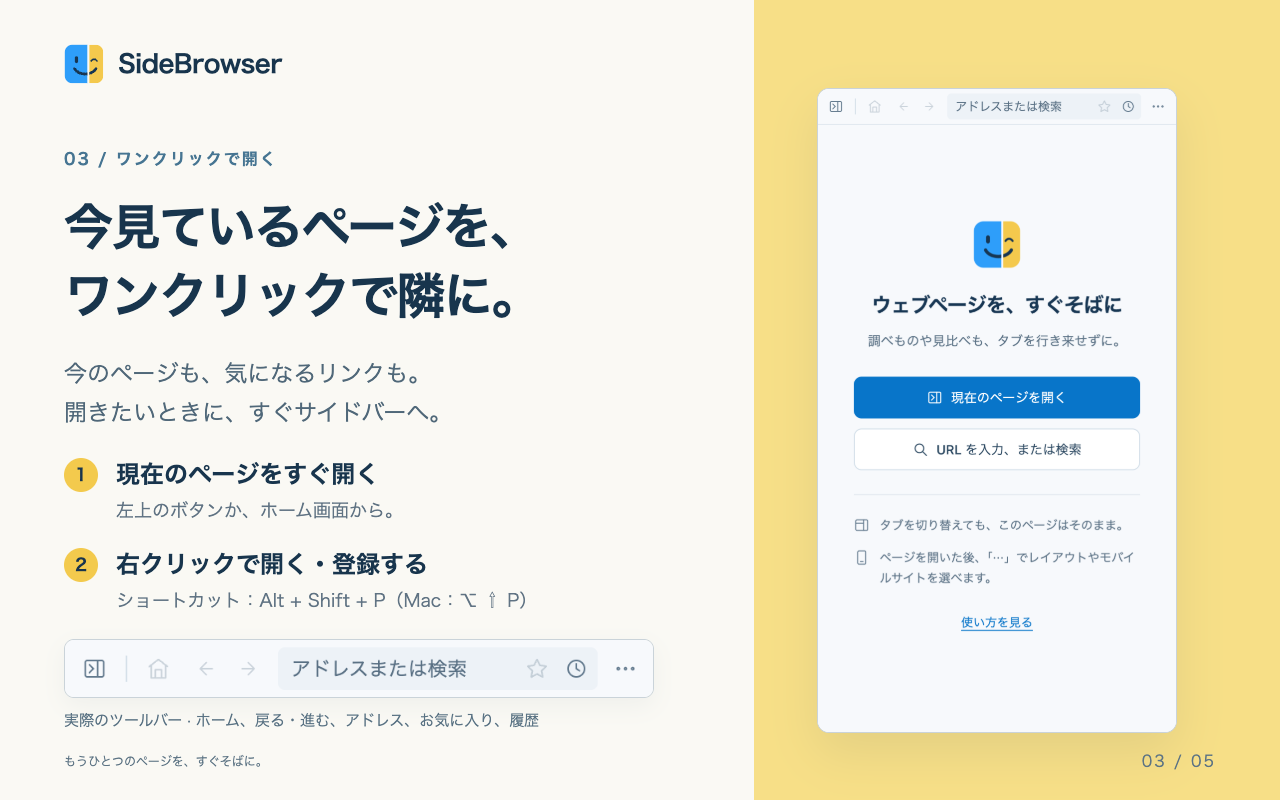 SideBrowser
03 / ワンクリックで開く
今見ているページを、
ワンクリックで隣に。
今のページも、気になるリンクも。
開きたいときに、すぐサイドバーへ。
1 現在のページをすぐ開く
左上のボタンか、ホーム画面から。
2 右クリックで開く・登録する
ショートカット：Alt + Shift + P（Mac：⌥ ⇧ P）
アドレスまたは検索
実際のツールバー · ホーム、戻る・進む、アドレス、お気に入り、履歴
もうひとつのページを、すぐそばに。
アドレスまたは検索
ウェブページを、すぐそばに
調べものや見比べも、タブを行き来せずに。
現在のページを開く
URL を入力、または検索
タブを切り替えても、このページはそのまま。
ページを開いた後、「…」でレイアウトやモバイ
ルサイトを選べます。
使い方を見る
03 / 05